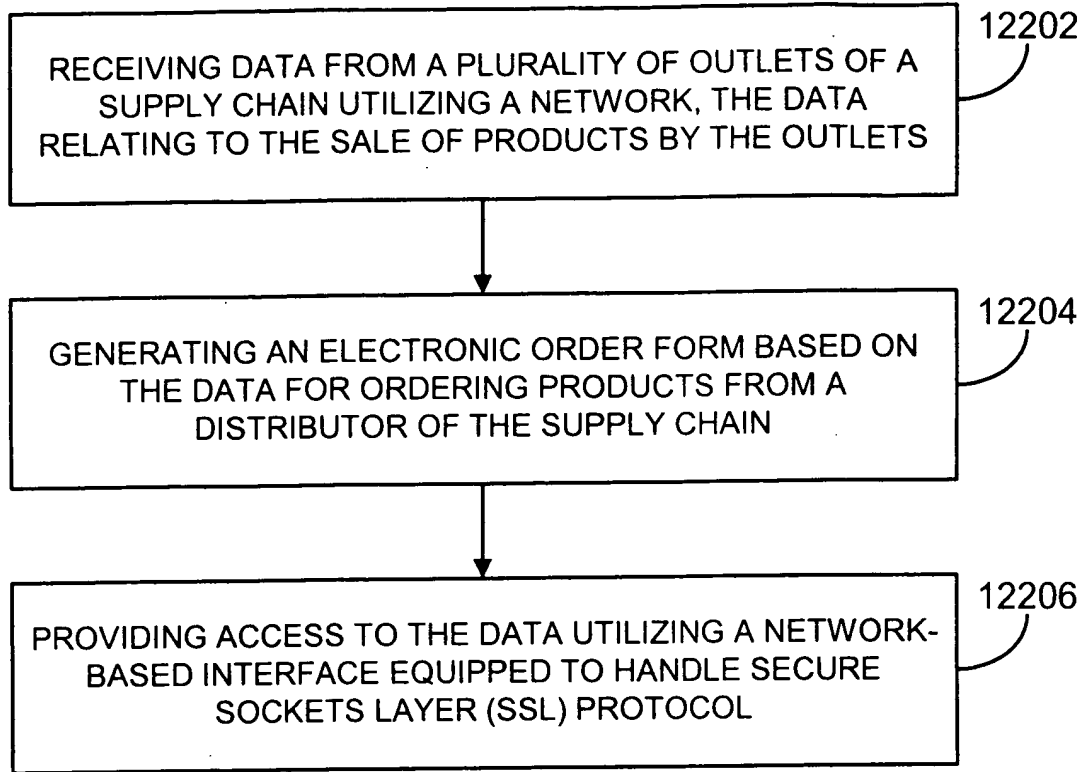 12202
RECEIVING DATA FROM A PLURALITY OF OUTLETS OF A
SUPPLY CHAIN UTILIZING A NETWORK, THE DATA
RELATING TO THE SALE OF PRODUCTS BY THE OUTLETS
12204
GENERATING AN ELECTRONIC ORDER FORM BASED ON
THE DATA FOR ORDERING PRODUCTS FROM A
DISTRIBUTOR OF THE SUPPLY CHAIN
12206
PROVIDING ACCESS TO THE DATA UTILIZING A NETWORK-
BASED INTERFACE EQUIPPED TO HANDLE SECURE
SOCKETS LAYER (SSL) PROTOCOL